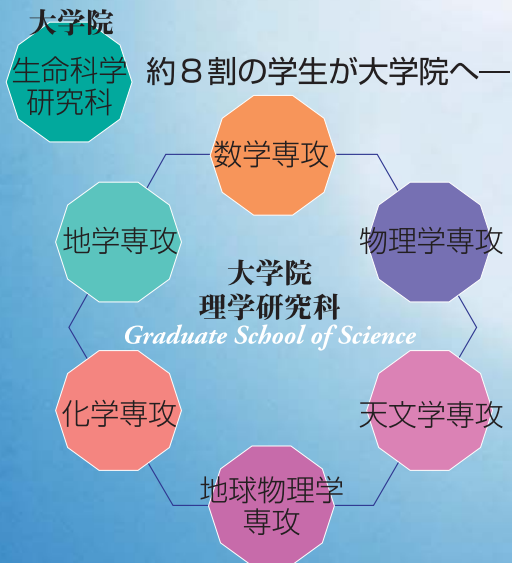 大学院
生命科学
研究科
約8割の学生が大学院へ―
数学専攻
地学専攻
物理学専攻
大学院
理学研究科
Graduate School of Science
化学専攻
天文学専攻
地球物理学
専攻